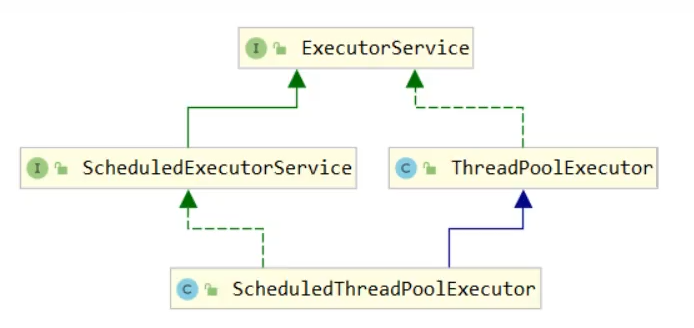 I ExecutorService
I ScheduledExecutorService
C ThreadPoolExecutor
C ScheduledThreadPoolExecutor